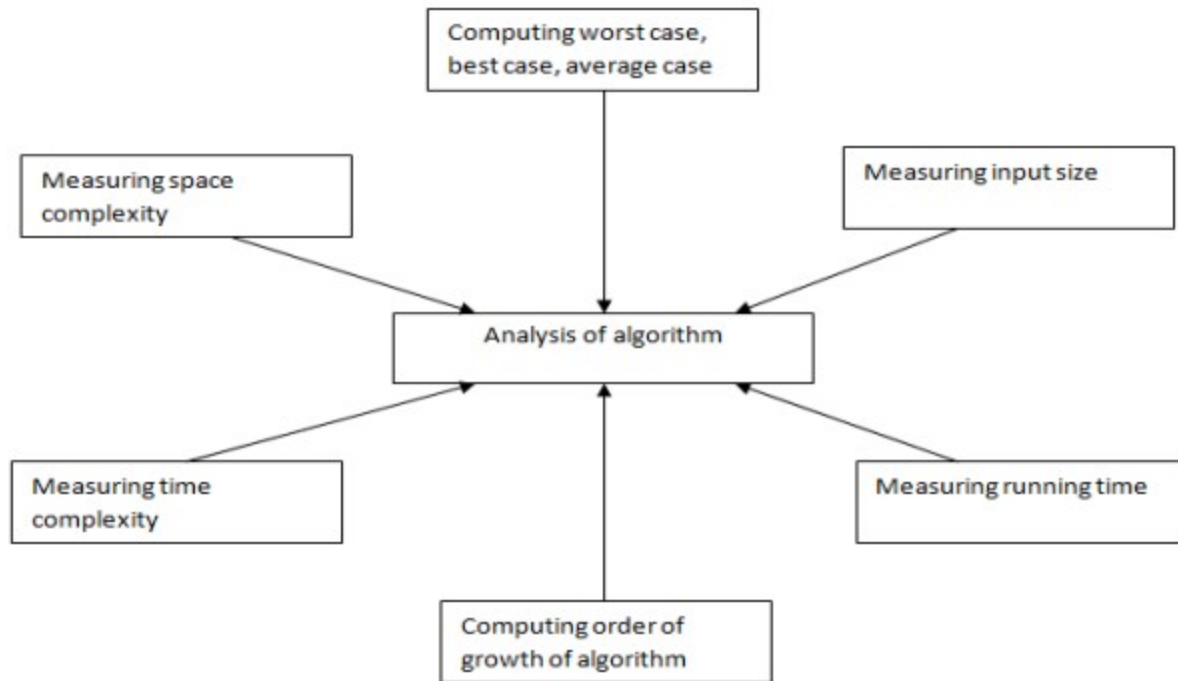 Computing worst case,
best case, average case
Measuring space
complexity
Measuring input size
Analysis of algorithm
Measuring time
complexity
Measuring running time
Computing order of
growth of algorithm